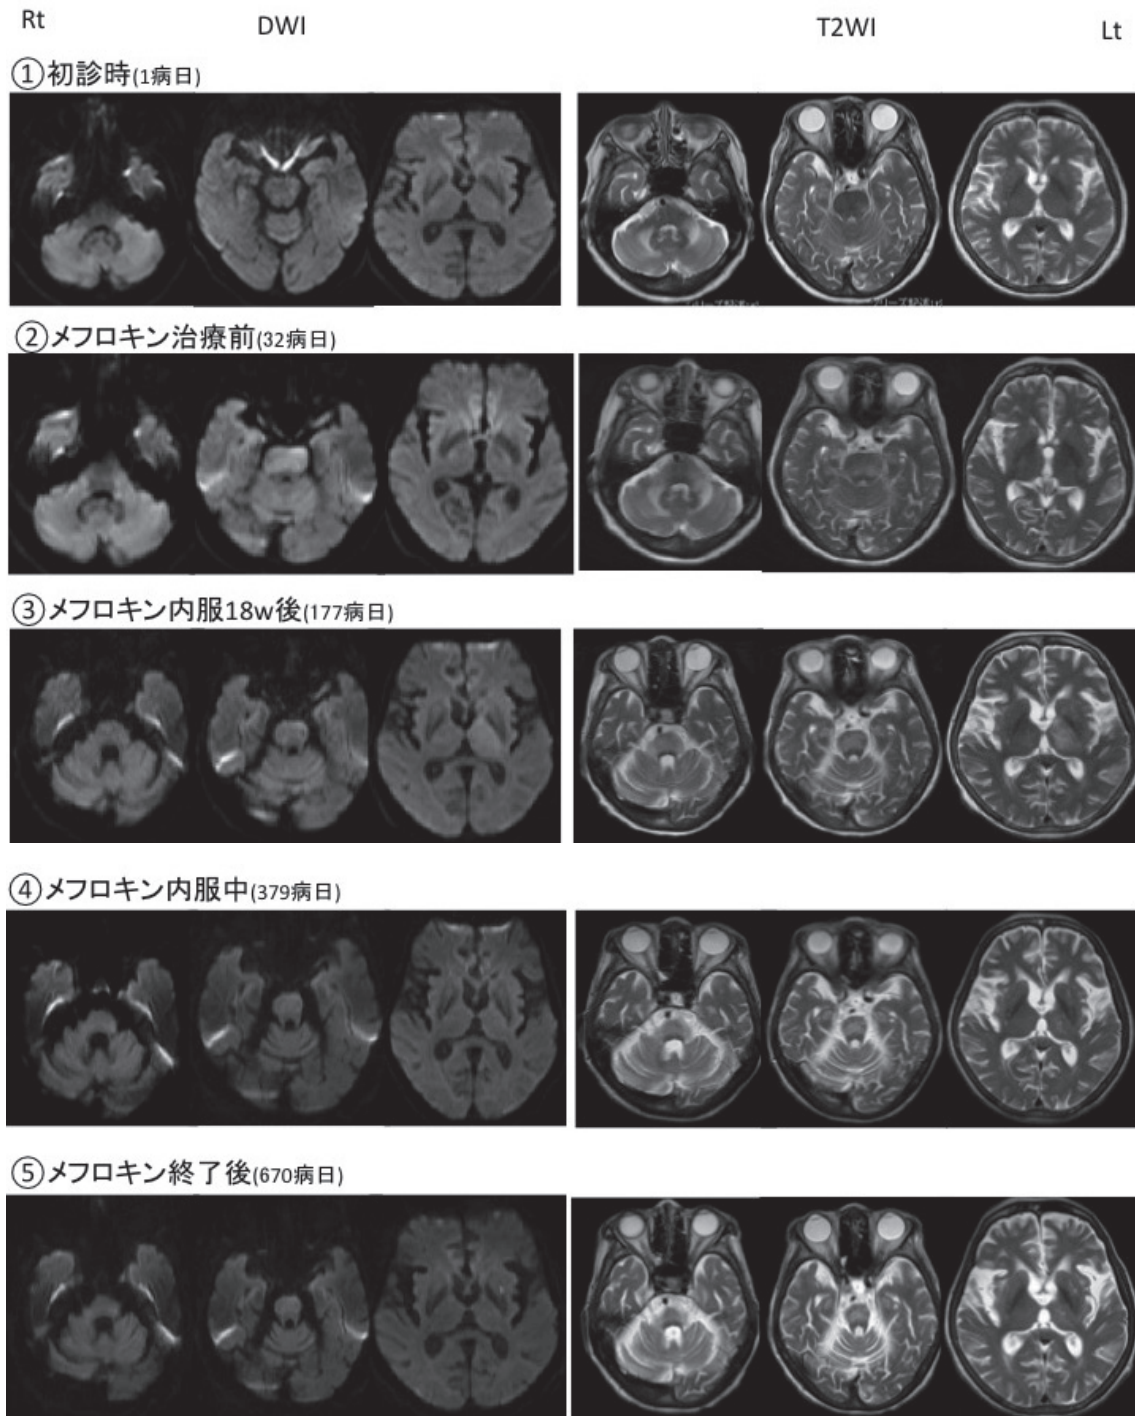 Rt DWI T2WI Lt
①初診時(1病日)
②メフロキン治療前(32病日)
③メフロキン内服18w後(177病日)
④メフロキン内服中(379病日)
⑤メフロキン終了後(670病日)